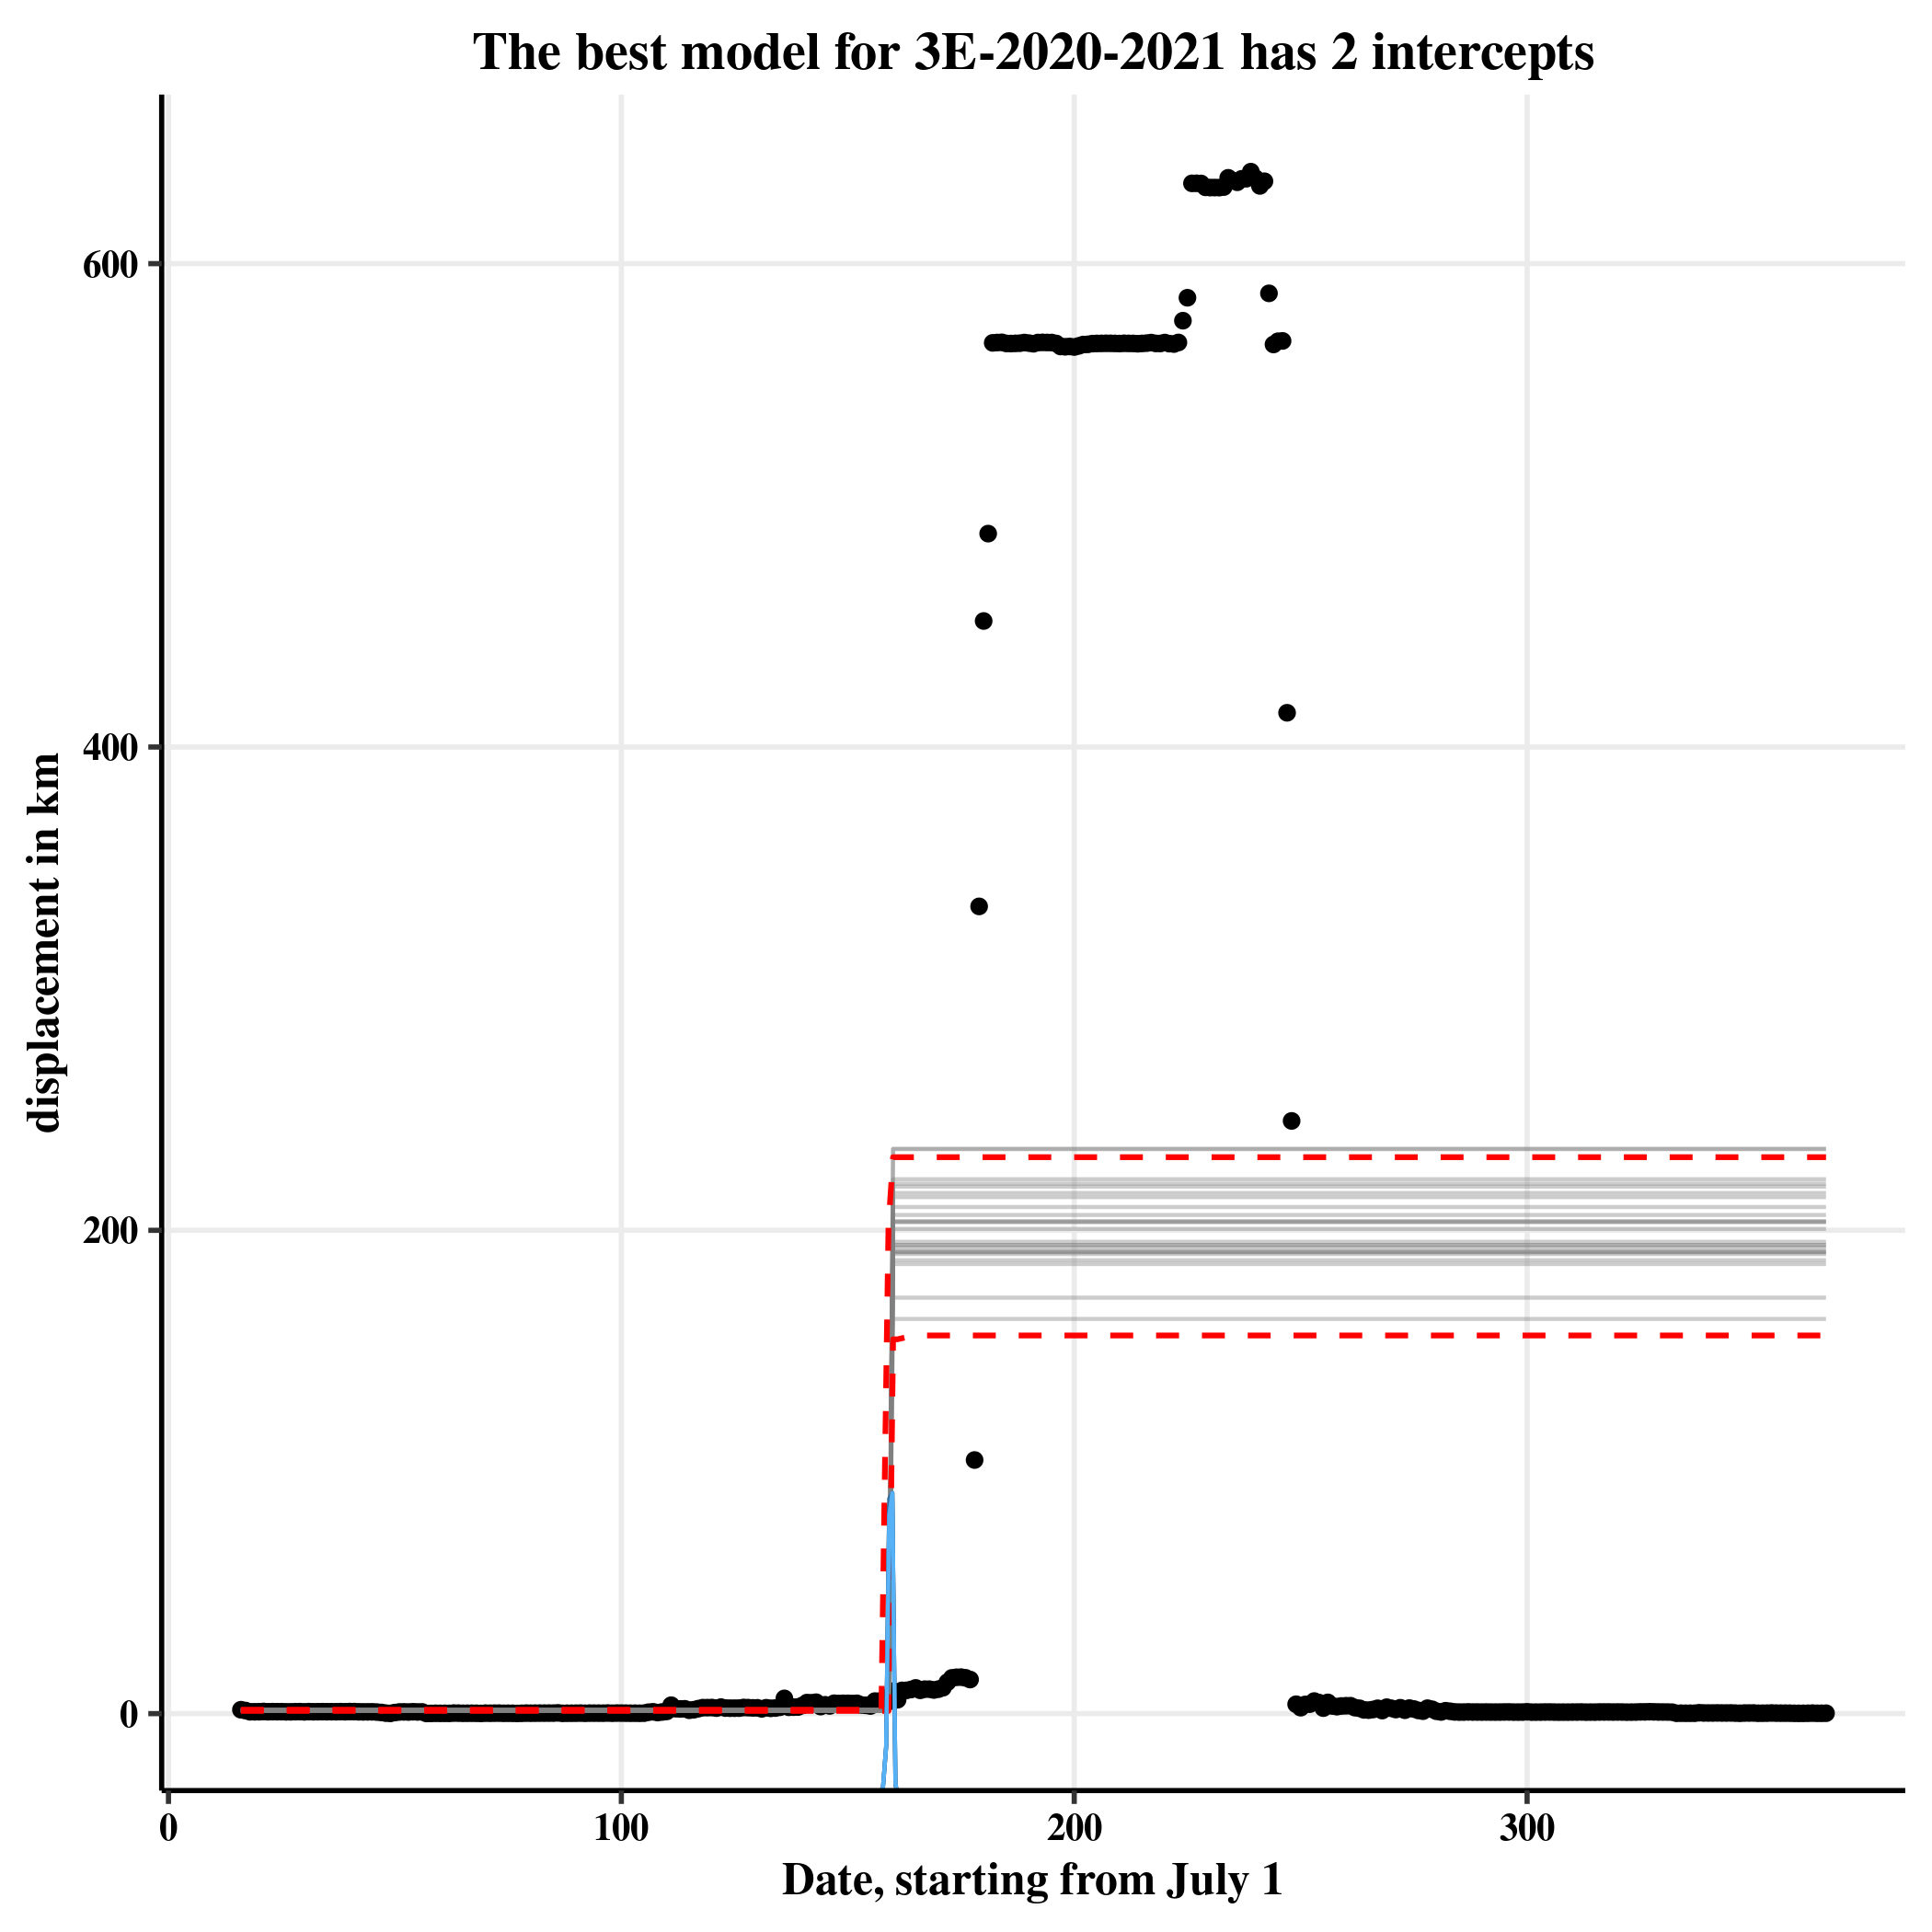 The best model for 3E-2020-2021 has 2 intercepts
displacement in km
600
400
200
0
0 100 200 300
Date, starting from July 1